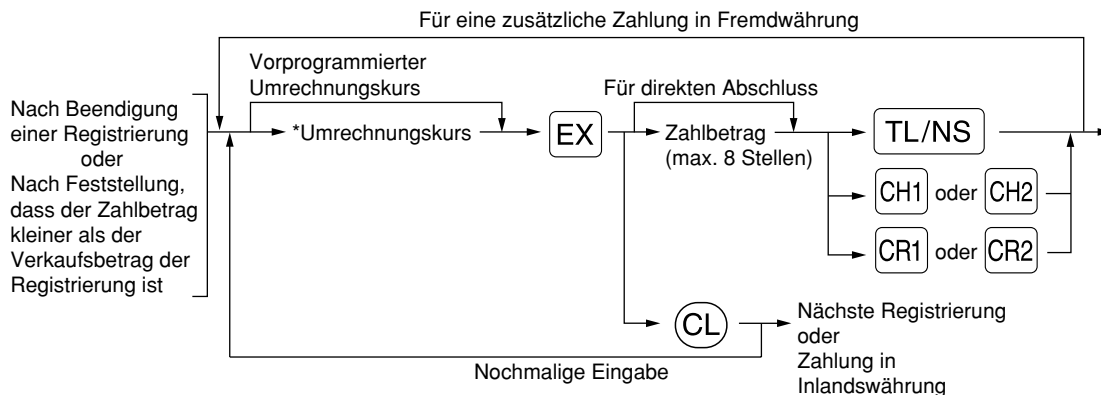 Für eine zusätzliche Zahlung in Fremdwährung
Vorprogrammierter
Umrechnungskurs
Für direkten Abschluss
Nach Beendigung
einer Registrierung
oder
Nach Feststellung,
dass der Zahlbetrag
kleiner als der
Verkaufsbetrag der
Registrierung ist
*Umrechnungskurs
EX
Zahlbetrag
(max. 8 Stellen)
TL/NS
CH1 oder CH2
CR1 oder CR2
CL
Nächste Registrierung
oder
Zahlung in
Inlandswährung
Nochmalige Eingabe